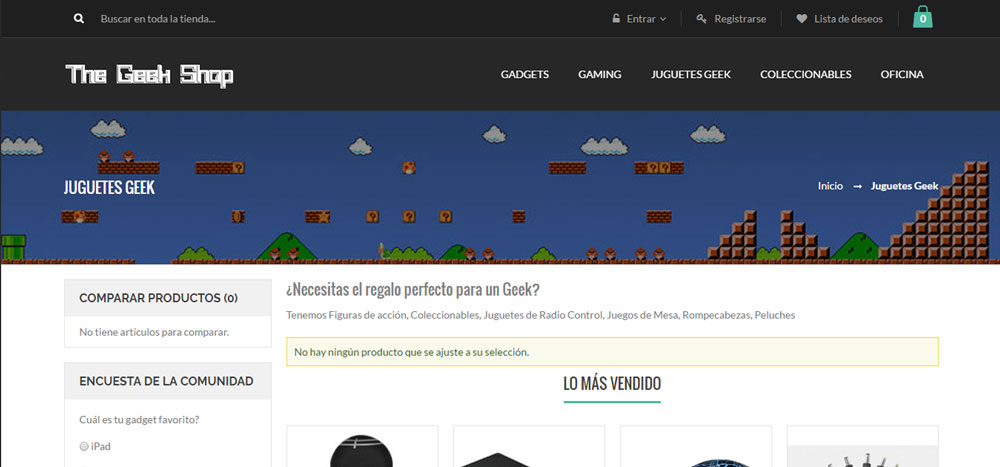 Buscar en toda la tienda...
Entrar
Registrarse
Lista de deseos
0
The Geek Shop
GADGETS
GAMING
JUGUETES GEEK
COLECCIONABLES
OFICINA
JUGUETES GEEK
Inicio → Juguetes Geek
COMPARAR PRODUCTOS (0)
No tiene artículos para comparar.
ENCUESTA DE LA COMUNIDAD
Cuál es tu gadget favorito?
iPad
¿Necesitas el regalo perfecto para un Geek?
Tenemos Figuras de acción, Coleccionables, Juguetes de Radio Control, Juegos de Mesa, Rompecabezas, Peluches
No hay ningún producto que se ajuste a su selección.
LO MÁS VENDIDO